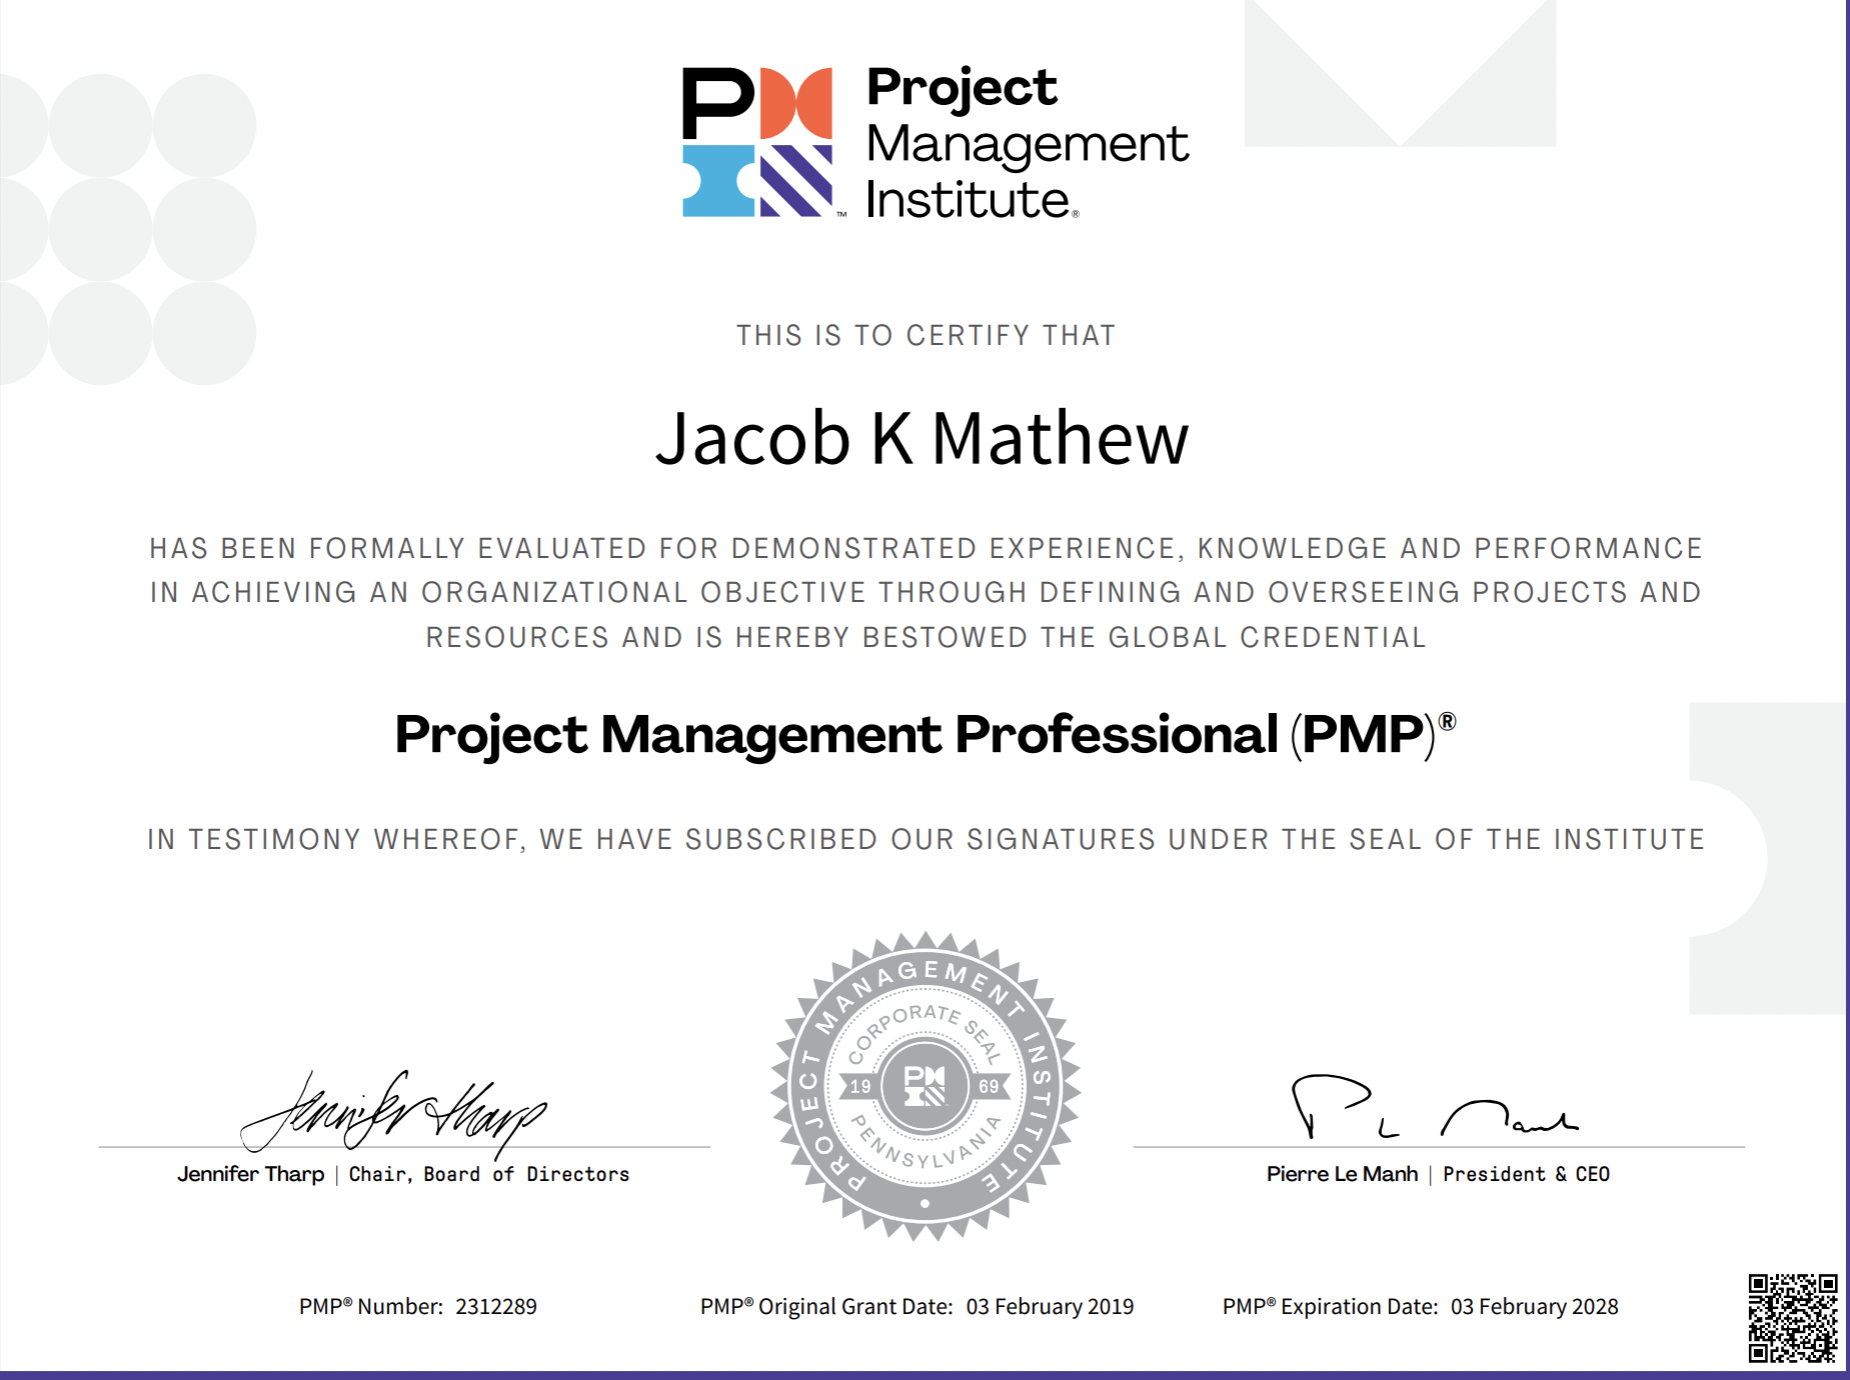 Project
Management
Institute®
™
THIS IS TO CERTIFY THAT
Jacob K Mathew
HAS BEEN FORMALLY EVALUATED FOR DEMONSTRATED EXPERIENCE, KNOWLEDGE AND PERFORMANCE
IN ACHIEVING AN ORGANIZATIONAL OBJECTIVE THROUGH DEFINING AND OVERSEEING PROJECTS AND
RESOURCES AND IS HEREBY BESTOWED THE GLOBAL CREDENTIAL
Project Management Professional (PMP)®
IN TESTIMONY WHEREOF, WE HAVE SUBSCRIBED OUR SIGNATURES UNDER THE SEAL OF THE INSTITUTE
PROJECT MANAGEMENT INSTITUTE
CORPORATE SEAL
19 69
PENNSYLVANIA
Jennifer Tharp
Jennifer Tharp | Chair, Board of Directors
Pierre Le Manh | President & CEO
PMP® Number: 2312289
PMP® Original Grant Date: 03 February 2019
PMP® Expiration Date: 03 February 2028